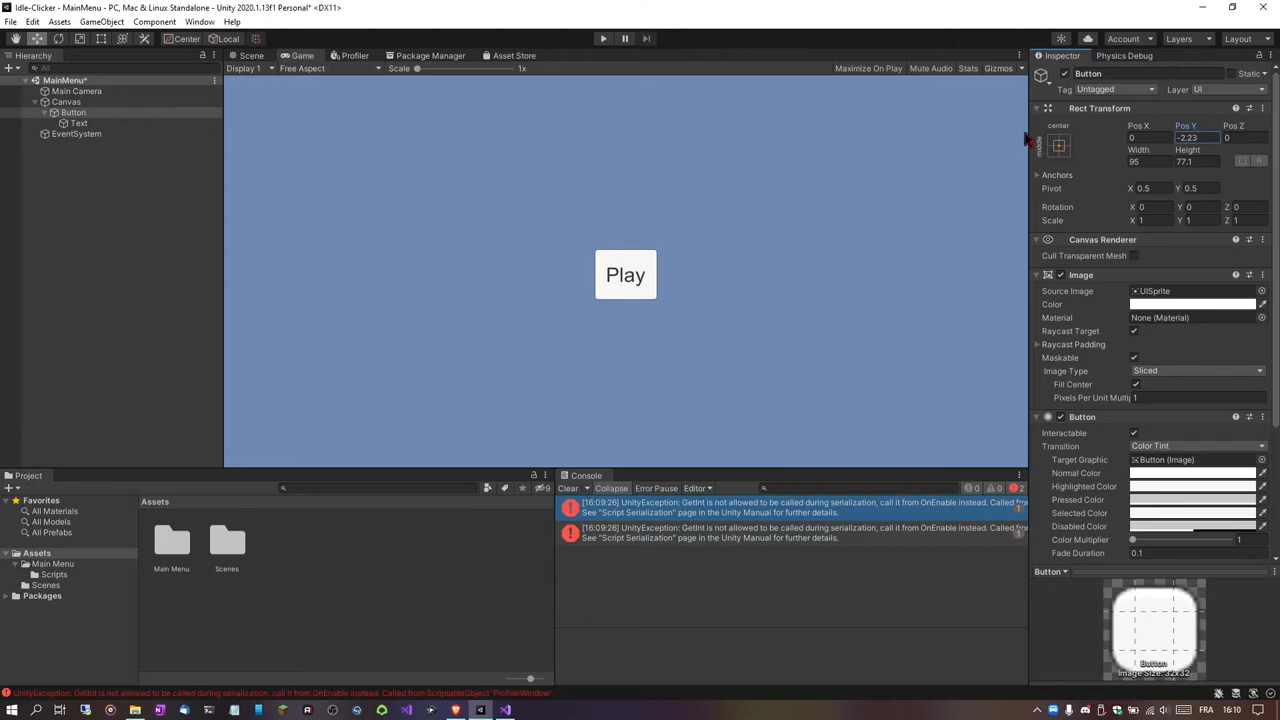 Idle-Clicker - MainMenu - PC, Mac & Linux Standalone - Unity 2020.1.13f1 Personal* <DX11>
File Edit Assets GameObject Component Window Help
Center Local Account Layers Layout
Hierarchy Scene Game Profiler Package Manager Asset Store Inspector Physics Debug
All Display 1 Free Aspect Scale 1x Maximize On Play Mute Audio Stats Gizmos
MainMenu*
Main Camera
Canvas
Button
Text
EventSystem
Play
Button Static
Tag Untagged Layer UI
Rect Transform
center Pos X Pos Y Pos Z
middle 0 -2.23 0
Width Height
95 77.1
Anchors
Pivot X 0.5 Y 0.5
Rotation X 0 Y 0 Z 0
Scale X 1 Y 1 Z 1
Canvas Renderer
Cull Transparent Mesh
Image
Source Image UISprite
Color
Material None (Material)
Raycast Target
Raycast Padding
Maskable
Image Type Sliced
Fill Center
Pixels Per Unit Multip 1
Button
Interactable
Transition Color Tint
Target Graphic Button (Image)
Normal Color
Highlighted Color
Pressed Color
Selected Color
Disabled Color
Color Multiplier 1
Fade Duration 0.1
Button
Button
Image Size: 32x32
Project
9
Favorites
All Materials
All Models
All Prefabs
Assets
Main Menu
Scripts
Scenes
Packages
Assets
Main Menu Scenes
Console
Clear Collapse Error Pause Editor 0 0 2
[16:09:26] UnityException: GetInt is not allowed to be called during serialization, call it from OnEnable instead. Called fro
See "Script Serialization" page in the Unity Manual for further details. 1
[16:09:26] UnityException: GetInt is not allowed to be called during serialization, call it from OnEnable instead. Called fro
See "Script Serialization" page in the Unity Manual for further details. 1
UnityException: GetInt is not allowed to be called during serialization, call it from OnEnable instead. Called from ScriptableObject 'ProfilerWindow'.
16:10